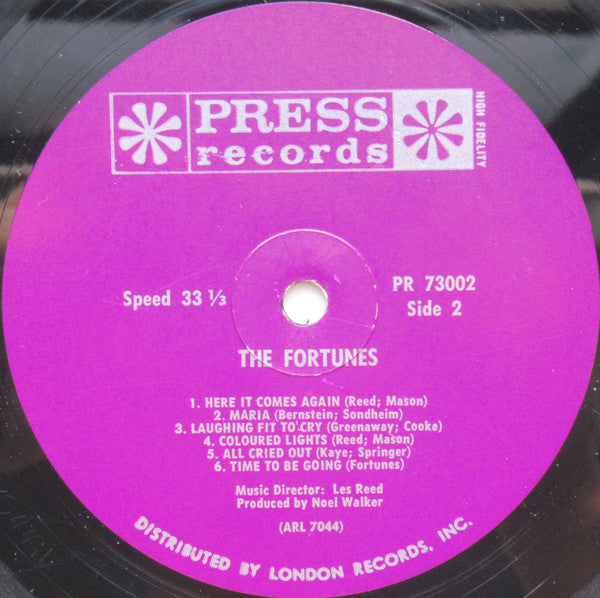 PRESS
records
HIGH FIDELITY
Speed 33 ⅓
PR 73002
Side 2
THE FORTUNES
1. HERE IT COMES AGAIN (Reed; Mason)
2. MARIA (Bernstein; Sondheim)
3. LAUGHING FIT TO CRY (Greenaway; Cooke)
4. COLOURED LIGHTS (Reed; Mason)
5. ALL CRIED OUT (Kaye; Springer)
6. TIME TO BE GOING (Fortunes)
Music Director: Les Reed
Produced by Noel Walker
(ARL 7044)
DISTRIBUTED BY LONDON RECORDS, INC.